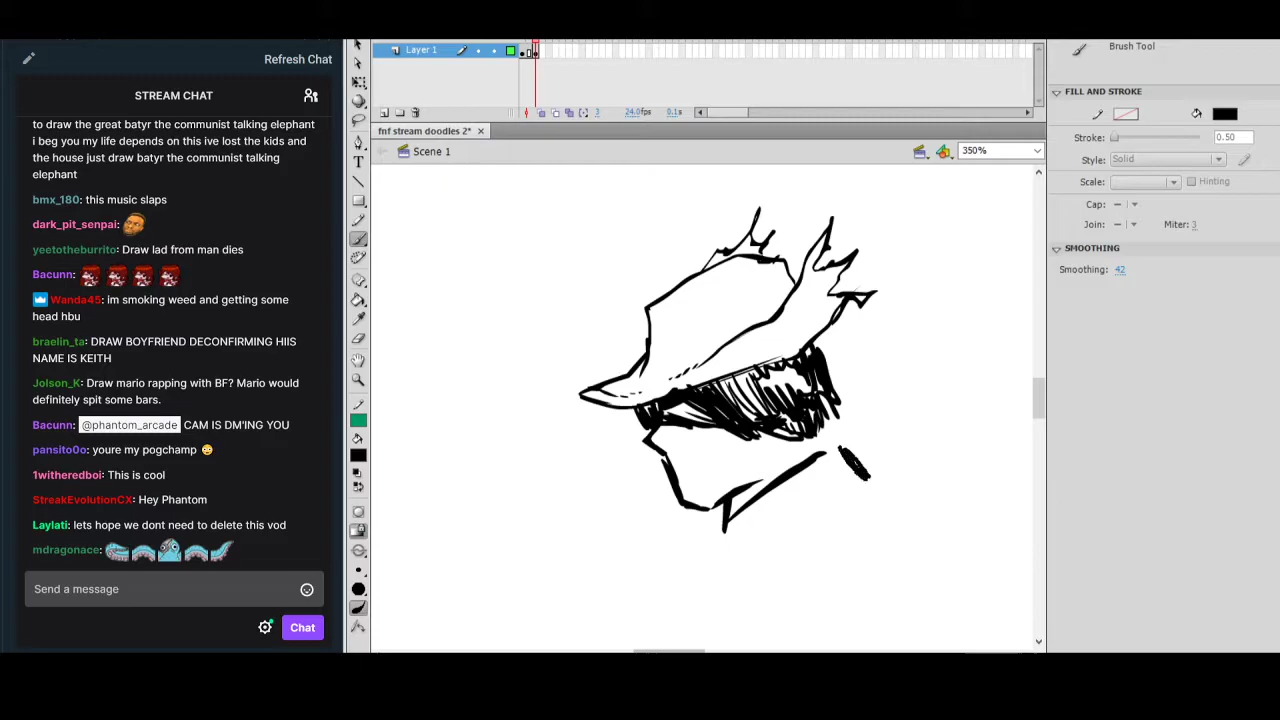 Refresh Chat
STREAM CHAT
to draw the great batyr the communist talking elephant
i beg you my life depends on this ive lost the kids and
the house just draw batyr the communist talking
elephant
bmx_180: this music slaps
dark_pit_senpai:
yeetotheburrito: Draw lad from man dies
Bacunn:
Wanda45: im smoking weed and getting some
head hbu
braelin_ta: DRAW BOYFRIEND DECONFIRMING HIIS
NAME IS KEITH
Jolson_K: Draw mario rapping with BF? Mario would
definitely spit some bars.
Bacunn: @phantom_arcade CAM IS DM'ING YOU
pansito0o: youre my pogchamp
1witheredboi: This is cool
StreakEvolutionCX: Hey Phantom
Laylati: lets hope we dont need to delete this vod
mdragonace:
Send a message
Chat
Layer 1
3 24.0fps 0.1s
fnf stream doodles 2* ×
Scene 1
350%
Brush Tool
FILL AND STROKE
Stroke: 0.50
Style: Solid
Scale: Hinting
Cap:
Join: Miter: 3
SMOOTHING
Smoothing: 42